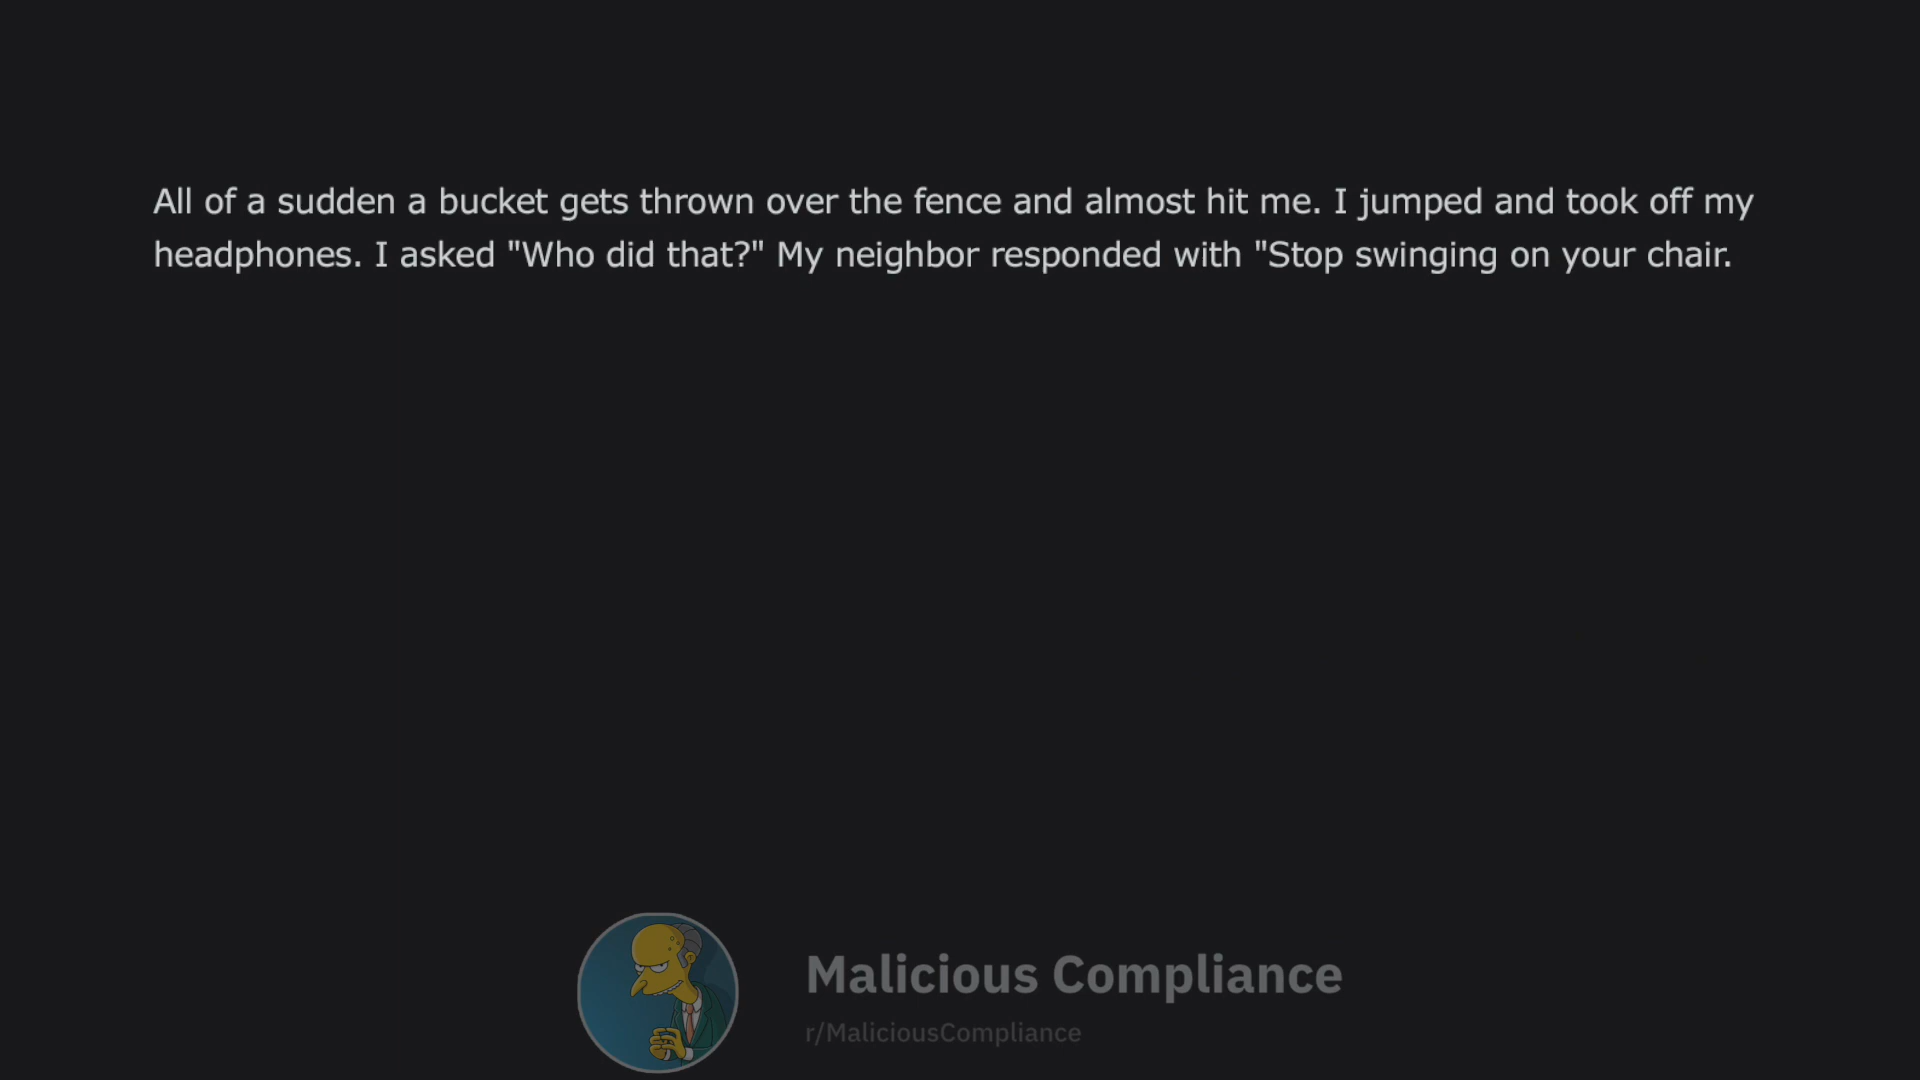 All of a sudden a bucket gets thrown over the fence and almost hit me. I jumped and took off my
headphones. I asked "Who did that?" My neighbor responded with "Stop swinging on your chair.
Malicious Compliance
r/MaliciousCompliance